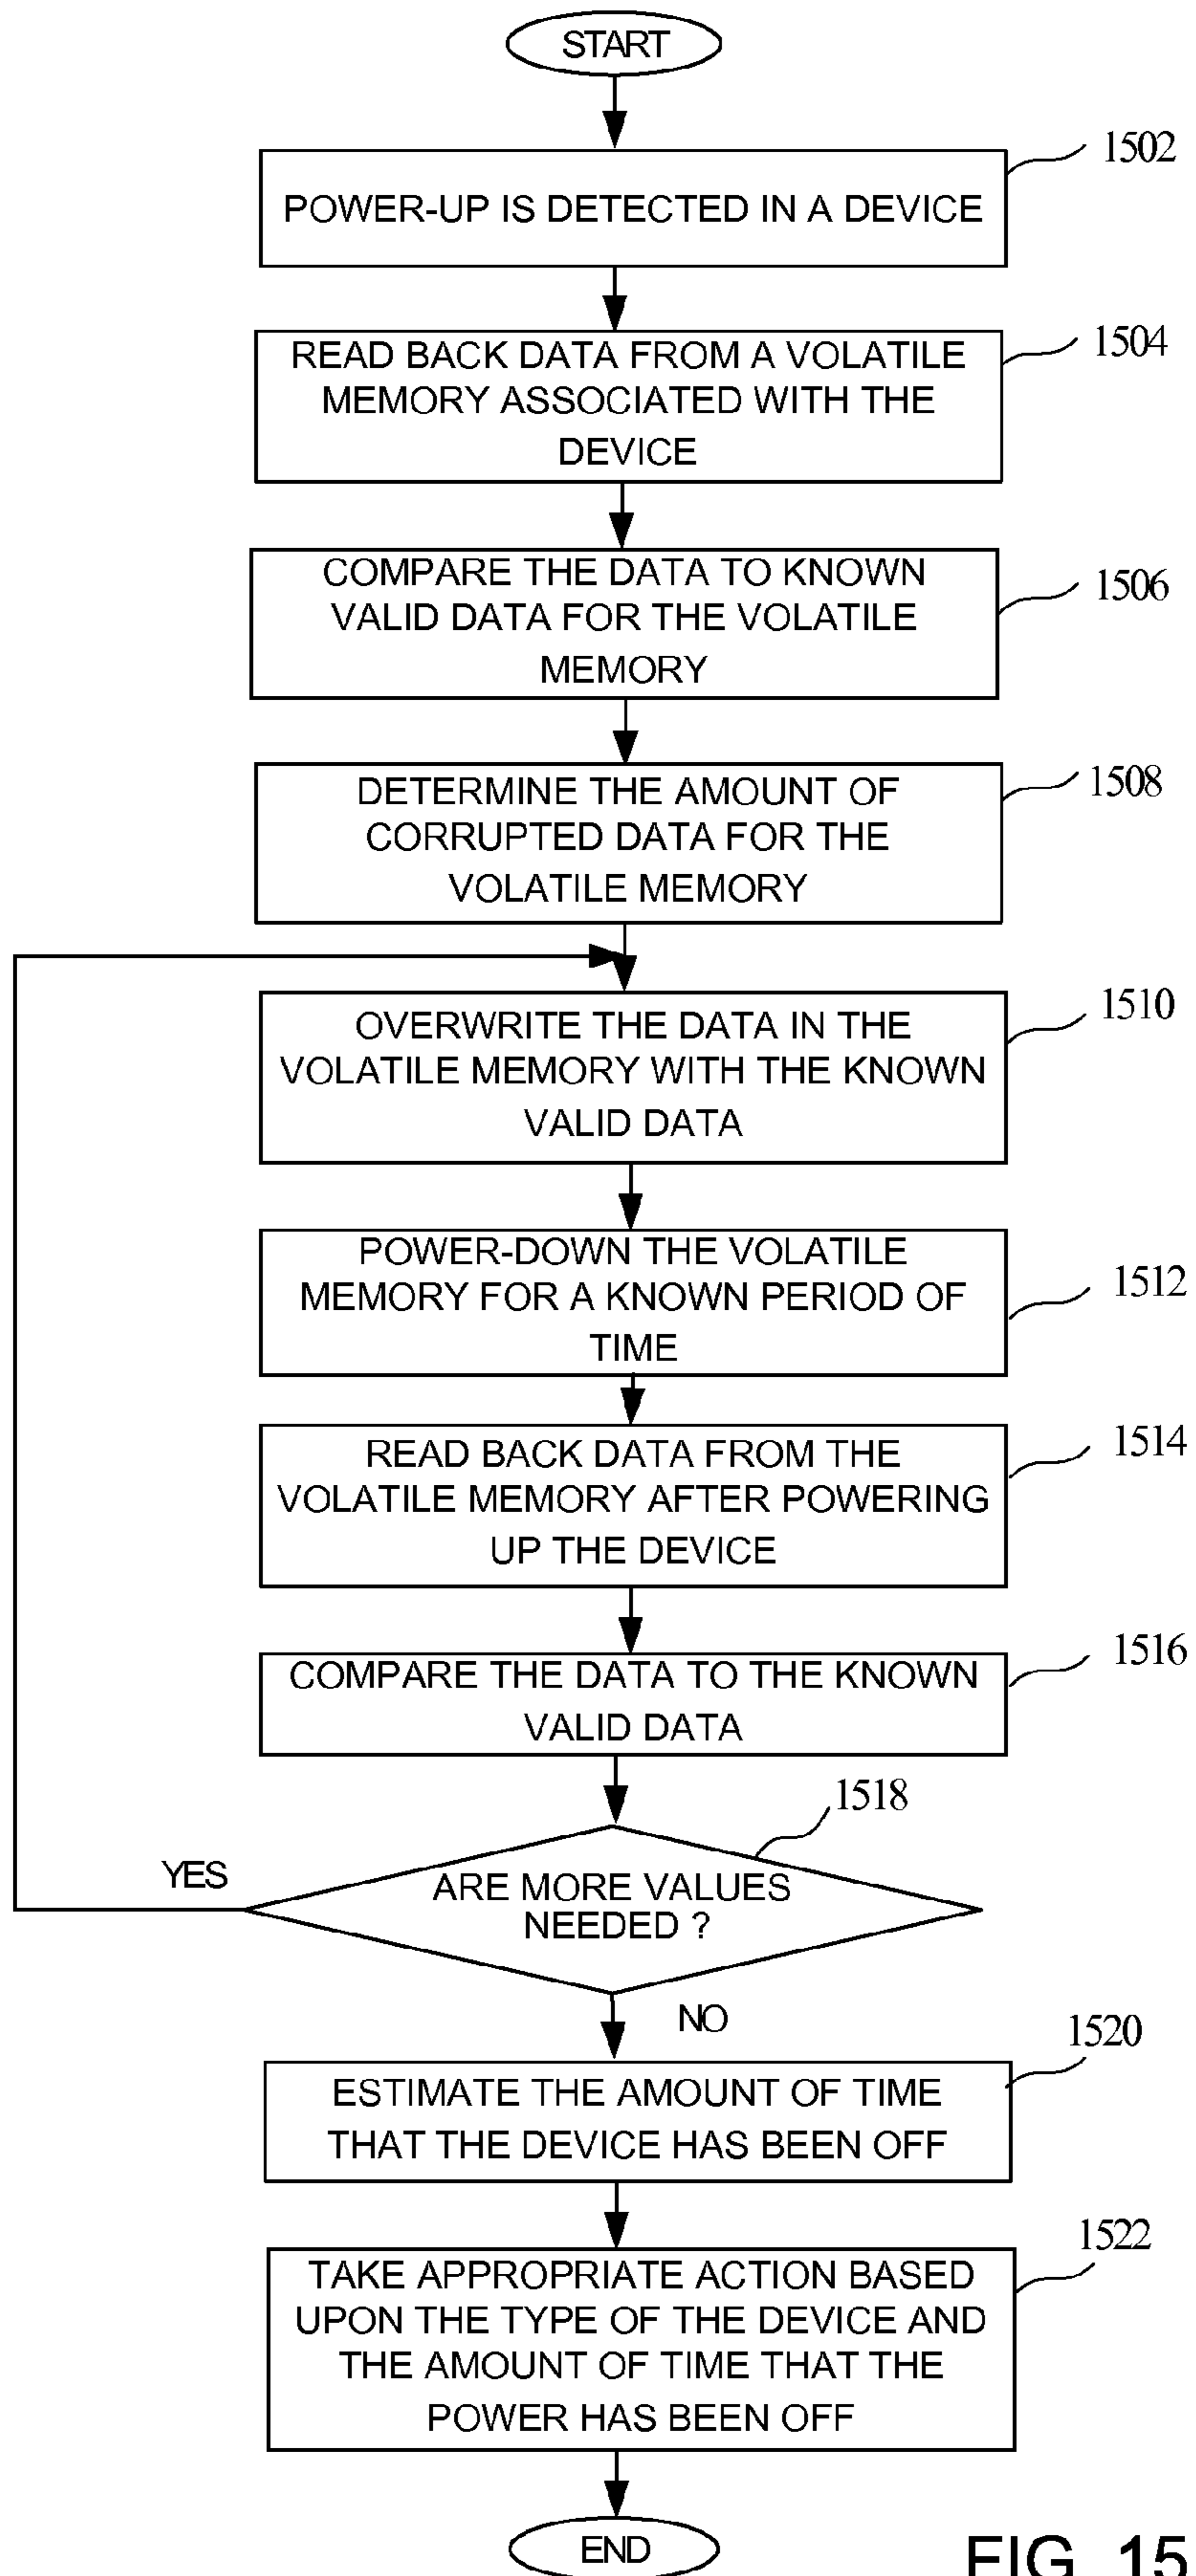 START
1502
POWER-UP IS DETECTED IN A DEVICE
1504
READ BACK DATA FROM A VOLATILE
MEMORY ASSOCIATED WITH THE
DEVICE
1506
COMPARE THE DATA TO KNOWN
VALID DATA FOR THE VOLATILE
MEMORY
1508
DETERMINE THE AMOUNT OF
CORRUPTED DATA FOR THE
VOLATILE MEMORY
1510
OVERWRITE THE DATA IN THE
VOLATILE MEMORY WITH THE KNOWN
VALID DATA
POWER-DOWN THE VOLATILE
MEMORY FOR A KNOWN PERIOD OF
TIME
1512
READ BACK DATA FROM THE
VOLATILE MEMORY AFTER POWERING
UP THE DEVICE
1514
COMPARE THE DATA TO THE KNOWN
VALID DATA
1516
1518
YES
ARE MORE VALUES
NEEDED ?
NO
1520
ESTIMATE THE AMOUNT OF TIME
THAT THE DEVICE HAS BEEN OFF
1522
TAKE APPROPRIATE ACTION BASED
UPON THE TYPE OF THE DEVICE AND
THE AMOUNT OF TIME THAT THE
POWER HAS BEEN OFF
END
FIG. 15